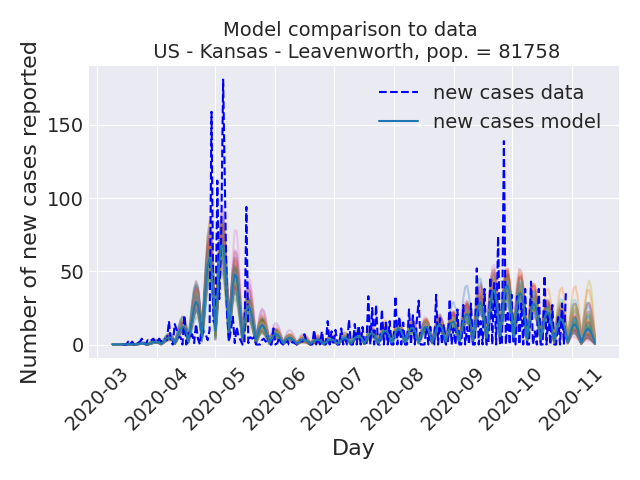 Model comparison to data
US - Kansas - Leavenworth, pop. = 81758
Number of new cases reported
150
100
50
0
new cases data
new cases model
2020-03
2020-04
2020-05
2020-06
2020-07
2020-08
2020-09
2020-10
2020-11
Day